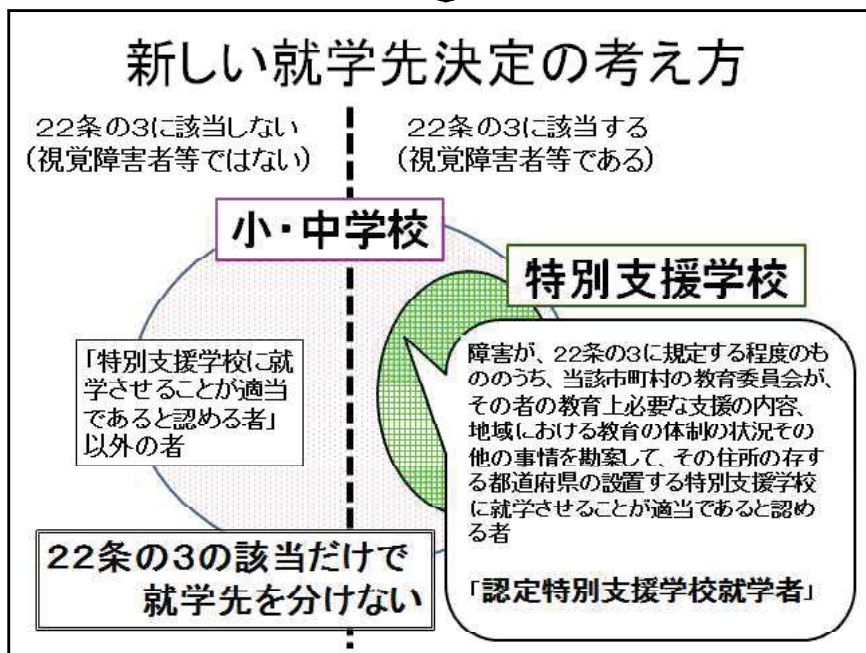 新しい就学先決定の考え方
22条の3に該当しない
（視覚障害者等ではない）
22条の3に該当する
（視覚障害者等である）
小・中学校
特別支援学校
「特別支援学校に就
学させることが適当
であると認める者」
以外の者
障害が、22条の3に規定する程度のも
ののうち、当該市町村の教育委員会が、
その者の教育上必要な支援の内容、
地域における教育の体制の状況その
他の事情を勘案して、その住所の存す
る都道府県の設置する特別支援学校
に就学させることが適当であると認め
る者
「認定特別支援学校就学者」
22条の3の該当だけで
就学先を分けない